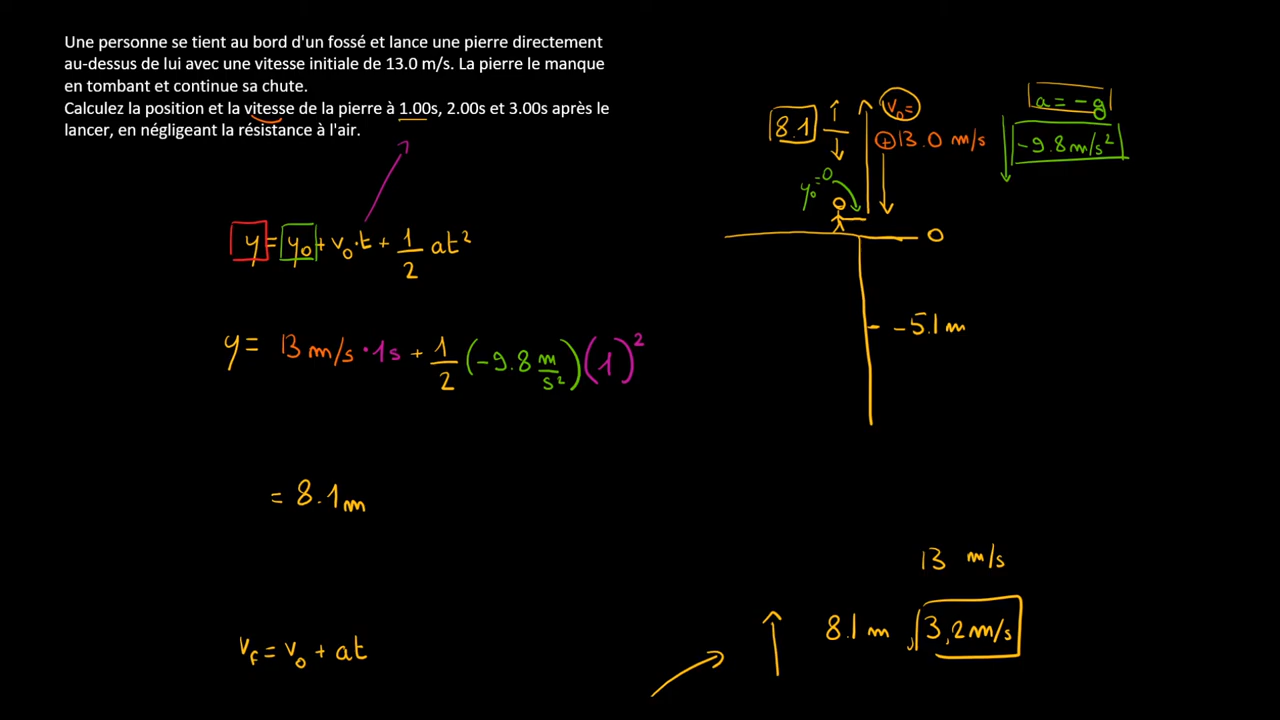 Une personne se tient au bord d'un fossé et lance une pierre directement
au-dessus de lui avec une vitesse initiale de 13.0 m/s. La pierre le manque
en tombant et continue sa chute.
Calculez la position et la vitesse de la pierre à 1.00s, 2.00s et 3.00s après le
lancer, en négligeant la résistance à l'air.
8.1
v₀=
+13.0 m/s
a = -g
-9.8 m/s²
y₀=0
0
-5.1 m
y = y₀ + v₀·t + 1/2 at²
y = 13 m/s · 1s + 1/2 (-9.8 m/s²)(1)²
= 8.1 m
13 m/s
8.1 m, 3,2 m/s
v_f = v₀ + at